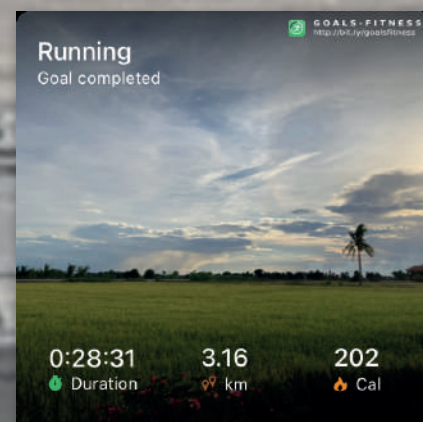 GOALS-FITNESS
http://bit.ly/goalsfitness
Running
Goal completed
0:28:31
3.16
202
Duration
km
Cal